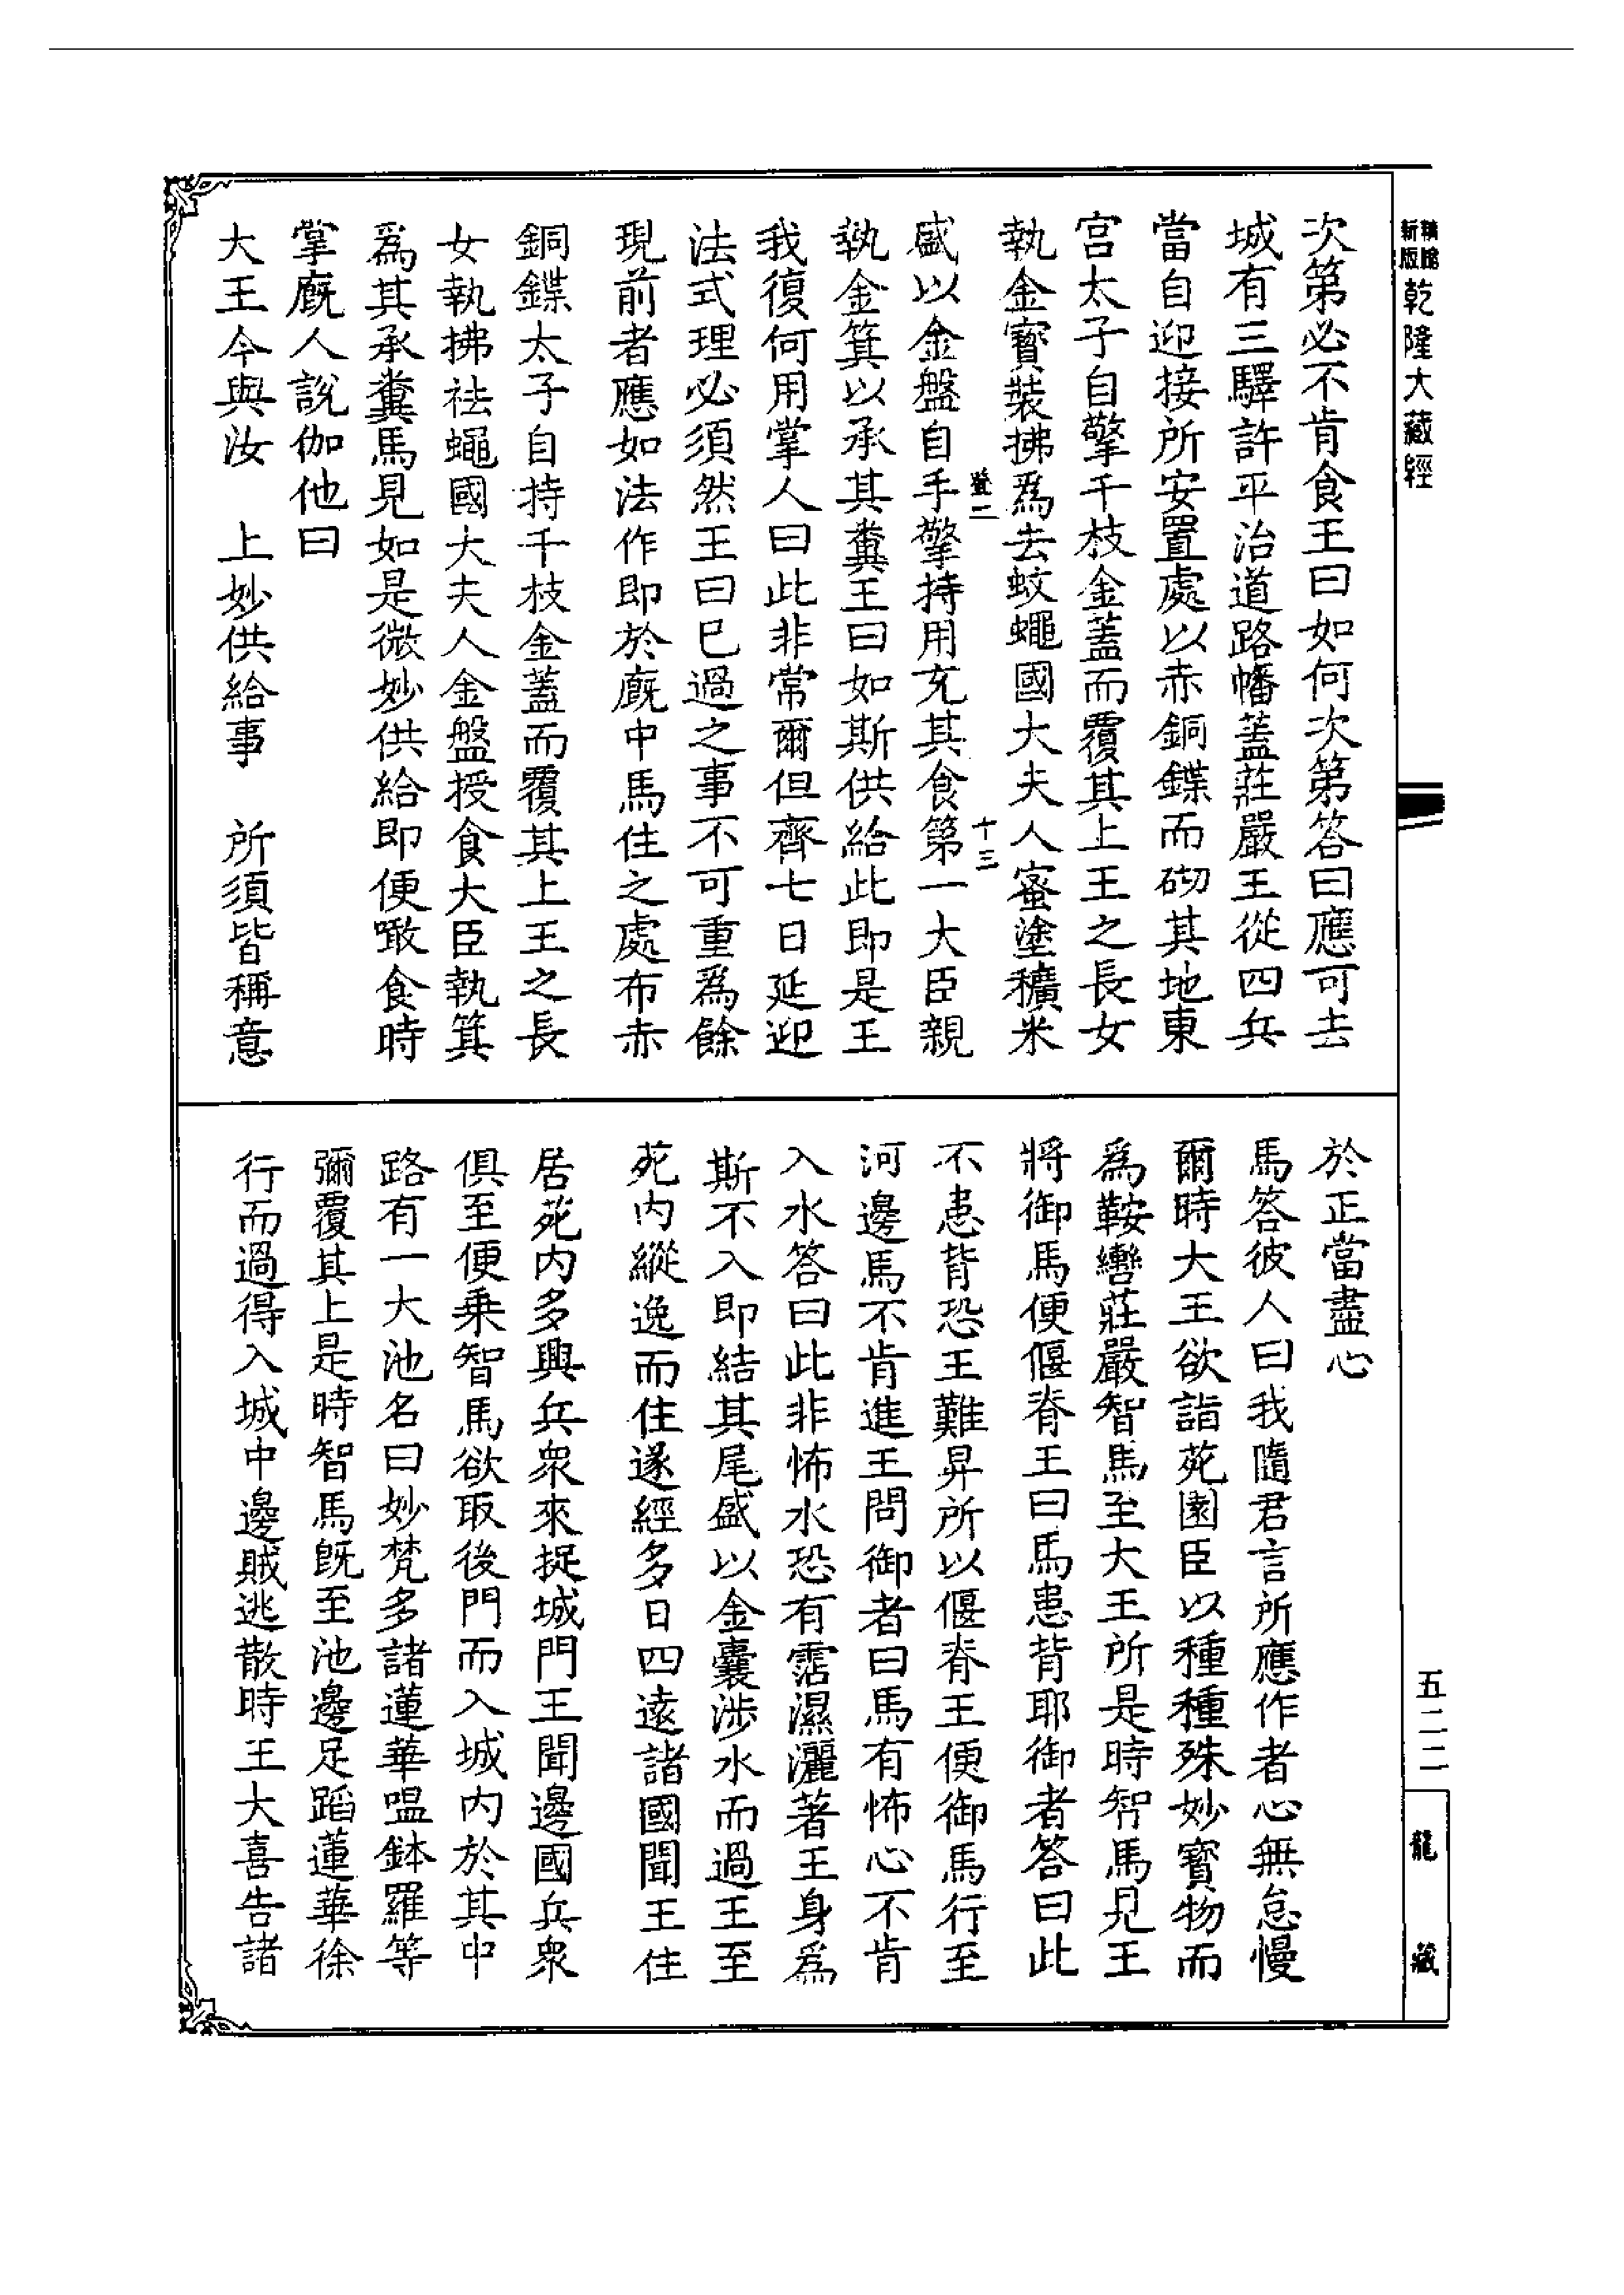 新版 乾隆大藏經
次第必不肯食王曰如何次第答曰應可去
城有三驛許平治道路幡蓋莊嚴王從四兵
當自迎接所安置處以赤銅鍱而砌其地東
宮太子自擎千枝金蓋而覆其上王之長女
執金寶裝拂爲去蚊蠅國大夫人蜜塗穬米
盛以金盤自手擎持用充其食第一大臣親
執金箕以承其糞王曰如斯供給此即是王
我復何用掌人曰此非常爾但齊七日延迎
法式理必須然王曰已過之事不可重爲餘
現前者應如法作即於廐中馬住之處布赤
銅鍱太子自持千枝金蓋而覆其上王之長
女執拂祛蠅國大夫人金盤授食大臣執箕
爲其承糞馬見如是微妙供給即便噉食時
掌廐人說伽他曰
大王今與汝 上妙供給事 所須皆稱意
十三
於正當盡心
馬答彼人曰我隨君言所應作者心無怠慢
爾時大王欲詣苑園臣以種種殊妙寶物而
爲鞍轡莊嚴智馬至大王所是時智馬見王
將御馬便偃脊王曰馬患背耶御者答曰此
不患背恐王難昇所以偃脊王便御馬行至
河邊馬不肯進王問御者曰馬有怖心不肯
入水答曰此非怖水恐有霑濕灑著王身爲
斯不入即結其尾盛以金囊涉水而過王至
苑内縱逸而住遂經多日四遠諸國聞王住
居苑内多興兵衆來捉城門王聞邊國兵衆
俱至便乗智馬欲取後門而入城内於其中
路有一大池名曰妙梵多諸蓮華嗢鉢羅等
彌覆其上是時智馬旣至池邊足蹈蓮華徐
行而過得入城中邊賊逃散時王大喜告諸
五二二
龍 藏